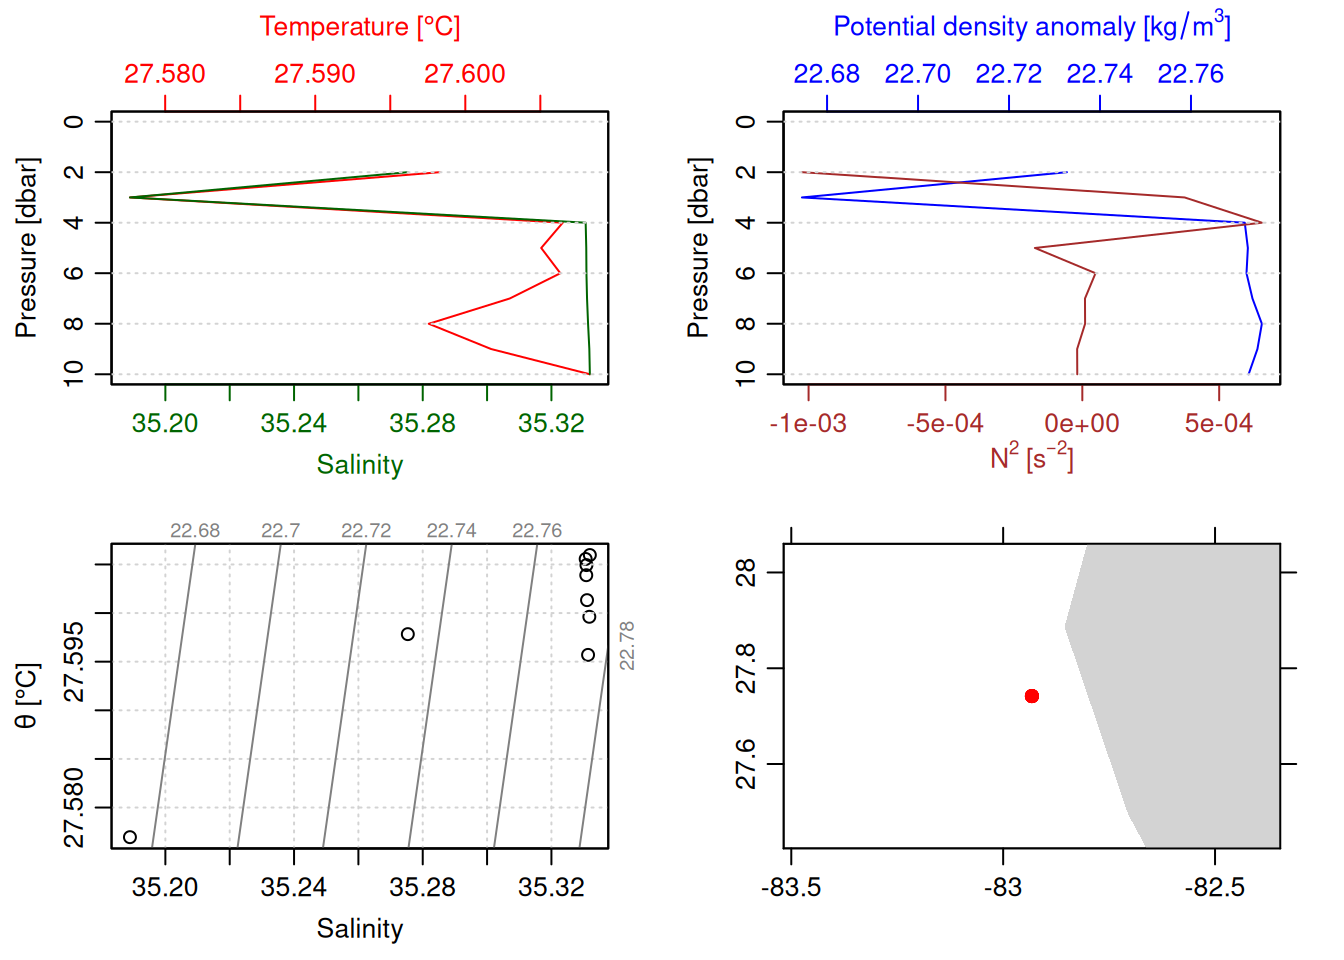 Temperature [°C]
27.580 27.590 27.600
Pressure [dbar]
0 2 4 6 8 10
35.20 35.24 35.28 35.32
Salinity
Potential density anomaly [kg/m³]
22.68 22.70 22.72 22.74 22.76
Pressure [dbar]
0 2 4 6 8 10
-1e-03 -5e-04 0e+00 5e-04
N² [s⁻²]
22.68 22.7 22.72 22.74 22.76
22.78
θ [°C]
27.580 27.595
35.20 35.24 35.28 35.32
Salinity
28
27.8
27.6
-83.5 -83 -82.5